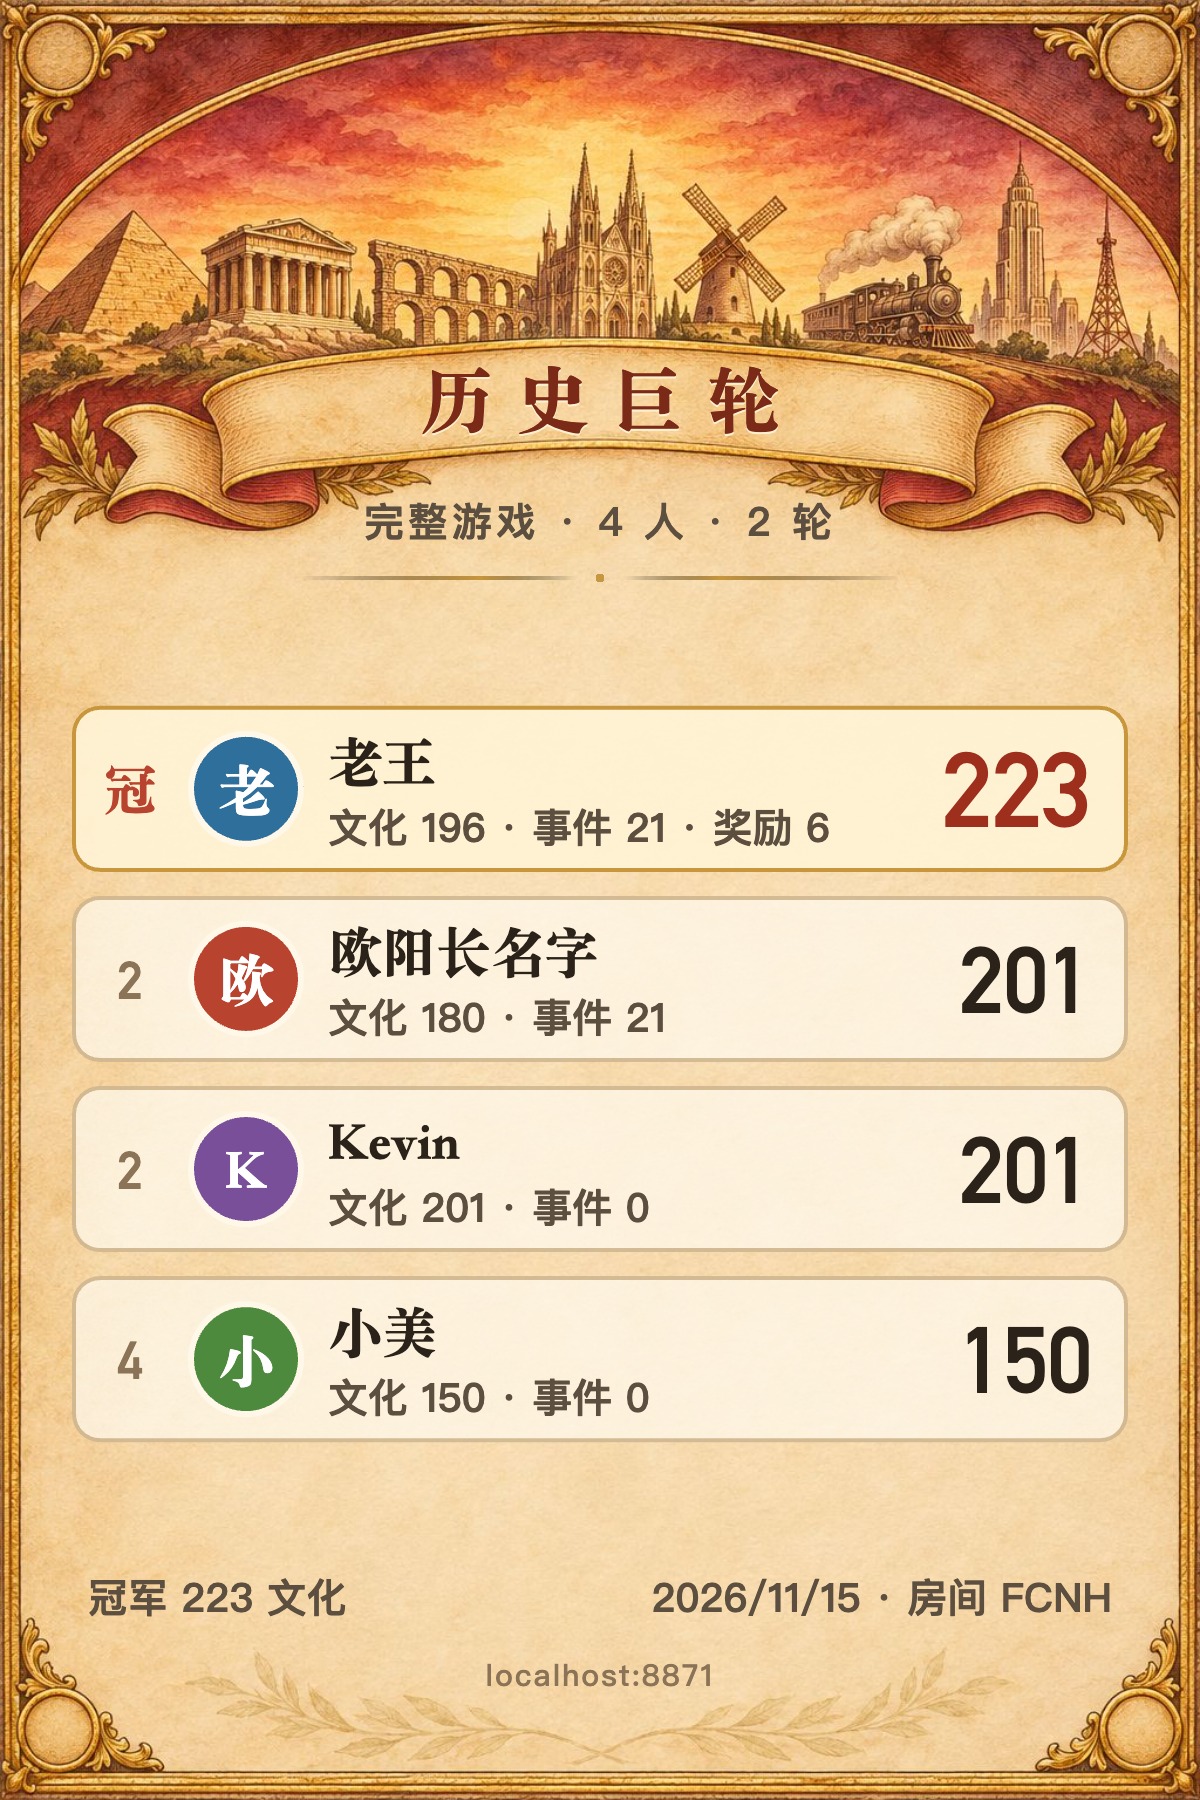 历史巨轮
完整游戏 · 4 人 · 2 轮
冠 老 老王 223
文化 196 · 事件 21 · 奖励 6
2 欧 欧阳长名字 201
文化 180 · 事件 21
2 K Kevin 201
文化 201 · 事件 0
4 小 小美 150
文化 150 · 事件 0
冠军 223 文化
2026/11/15 · 房间 FCNH
localhost:8871